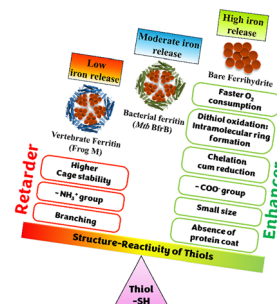 High
iron release
Moderate
iron release
Low
iron release
Bare Ferrihydrite
Bacterial ferritin
(Mtb BfrB)
Vertebrate Ferritin
(Frog M)
Retarder
Higher
Cage stability
-NH₃⁺ group
Branching
Faster O₂
consumption
Dithiol oxidation:
Intramolecular ring
formation
Chelation
cum reduction
-COO⁻ group
Small size
Absence of
protein coat
Enhancer
Structure-Reactivity of Thiols
Thiol
-SH